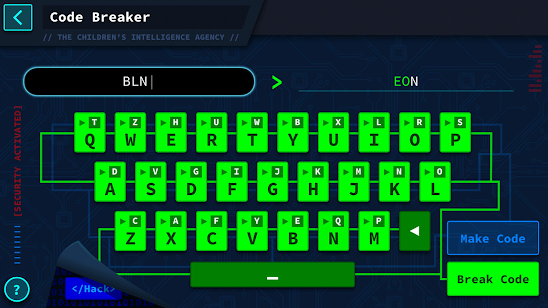 Code Breaker
// THE CHILDREN'S INTELLIGENCE AGENCY //
BLN > EON
[SECURITY ACTIVATED]
T Z H U W B X L R S
Q W E R T Y U I O P
D V G I J K M N O
A S D F G H J K L
C A F Y E Q P
Z X C V B N M
Make Code
</Hack>
Break Code
?